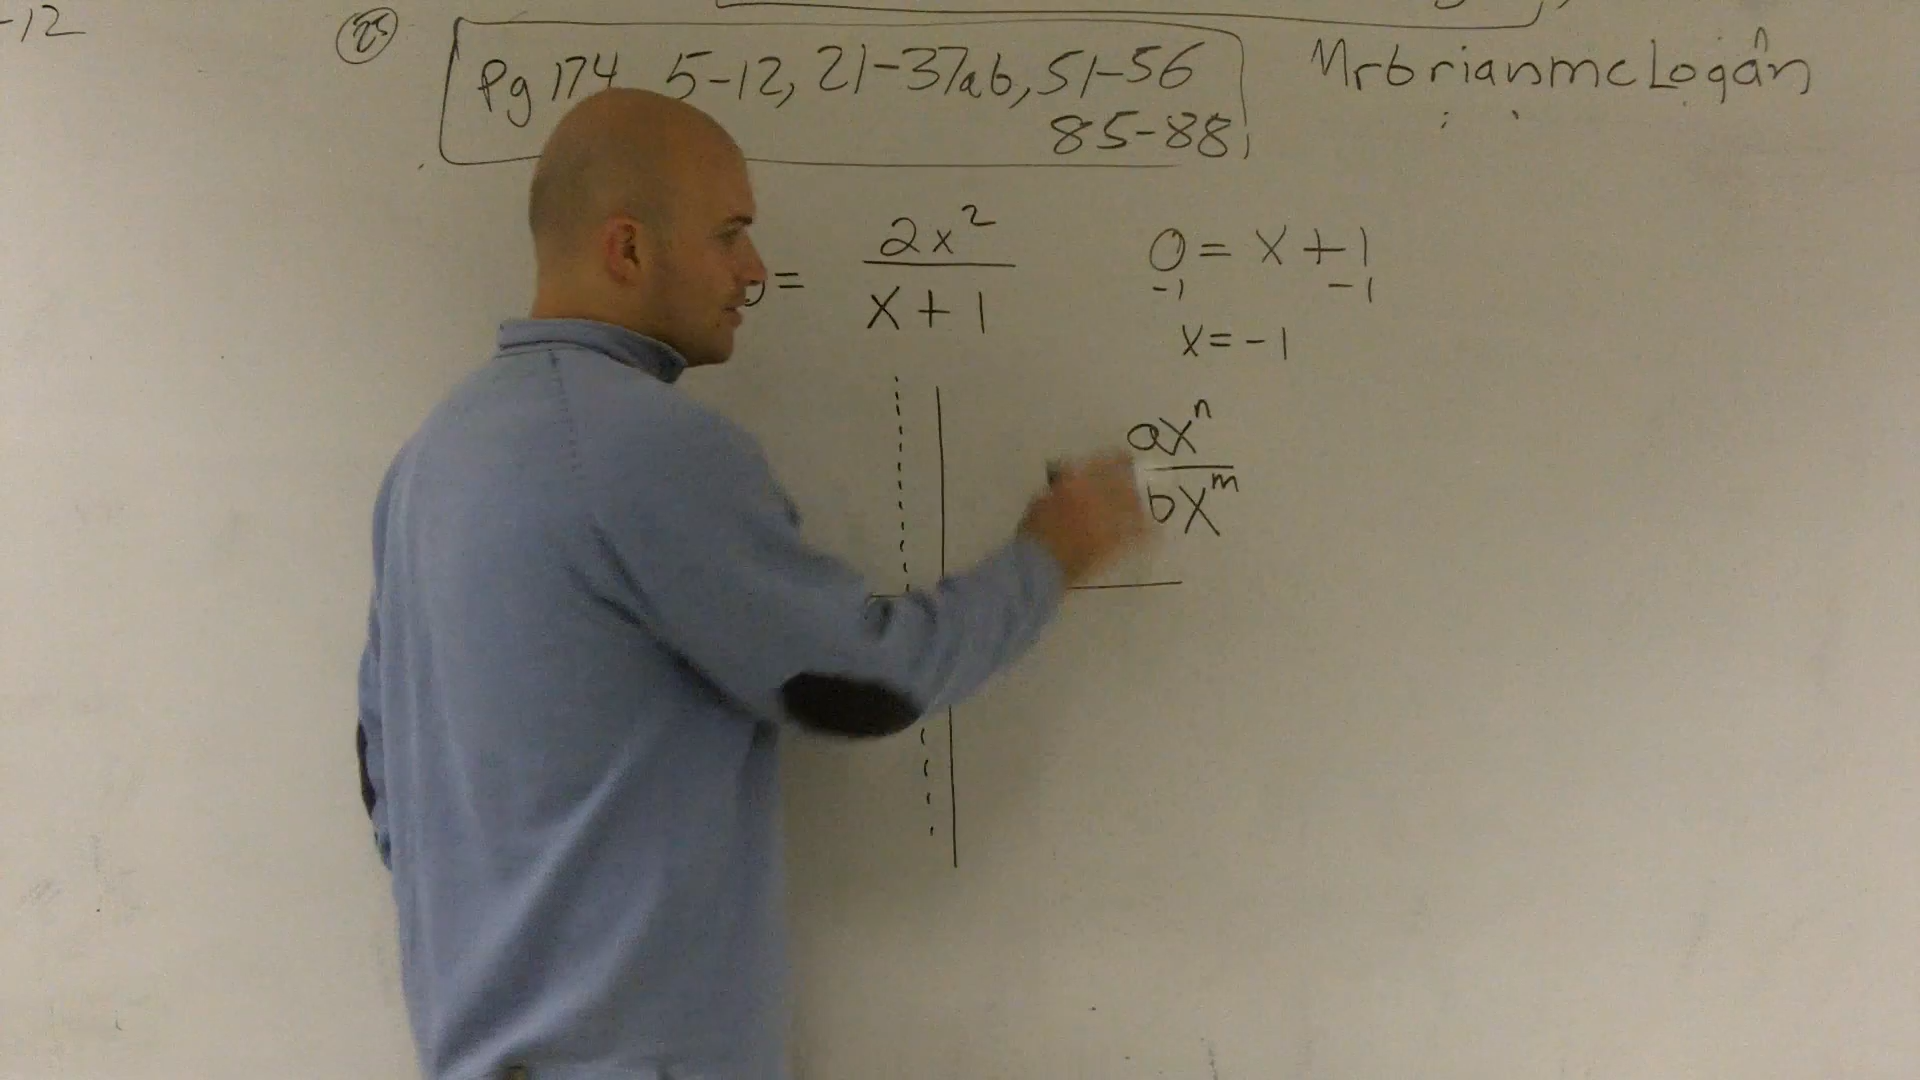 -12
25
Pg 174 5-12, 21-37ab, 51-56
85-88
MrbrianmcLogan
= 2x²
x+1
0 = x+1
-1 -1
x=-1
ax^n
bx^m